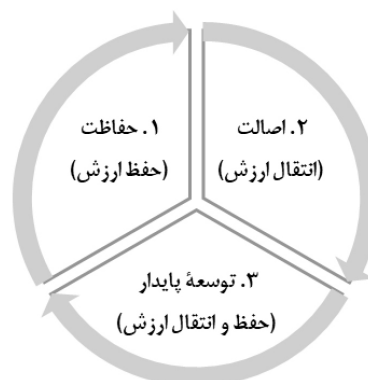 ۱. حفاظت
(حفظ ارزش)
۲. اصالت
(انتقال ارزش)
۳. توسعهٔ پایدار
(حفظ و انتقال ارزش)